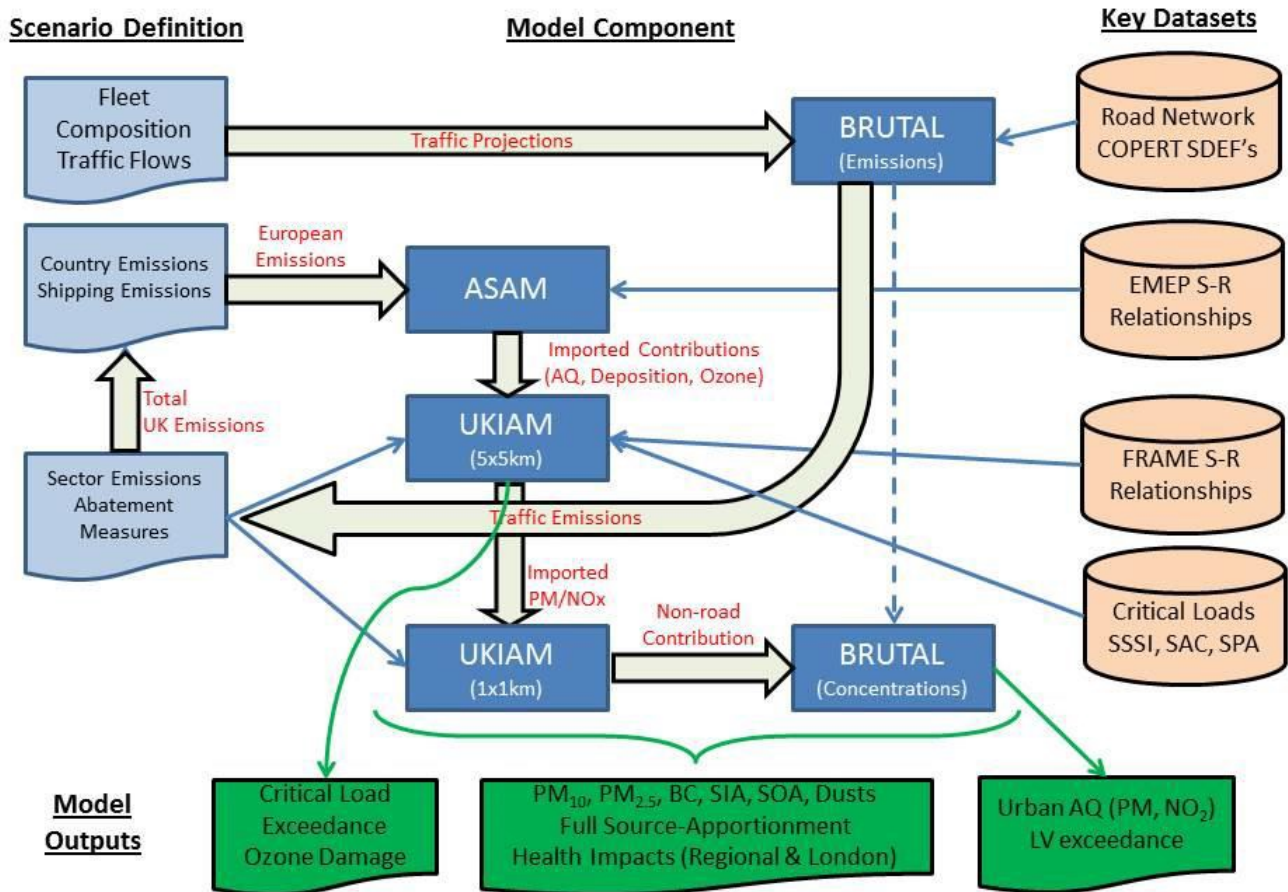 Scenario Definition
Model Component
Key Datasets
Fleet
Composition
Traffic Flows
Traffic Projections
BRUTAL
(Emissions)
Road Network
COPERT SDEF's
Country Emissions
Shipping Emissions
European
Emissions
ASAM
EMEP S-R
Relationships
Imported Contributions
(AQ, Deposition, Ozone)
Total
UK Emissions
UKIAM
(5x5km)
FRAME S-R
Relationships
Sector Emissions
Abatement
Measures
Traffic Emissions
Imported
PM/NOx
Critical Loads
SSSI, SAC, SPA
UKIAM
(1x1km)
Non-road
Contribution
BRUTAL
(Concentrations)
Model
Outputs
Critical Load
Exceedance
Ozone Damage
PM₁₀, PM₂.₅, BC, SIA, SOA, Dusts
Full Source-Apportionment
Health Impacts (Regional & London)
Urban AQ (PM, NO₂)
LV exceedance